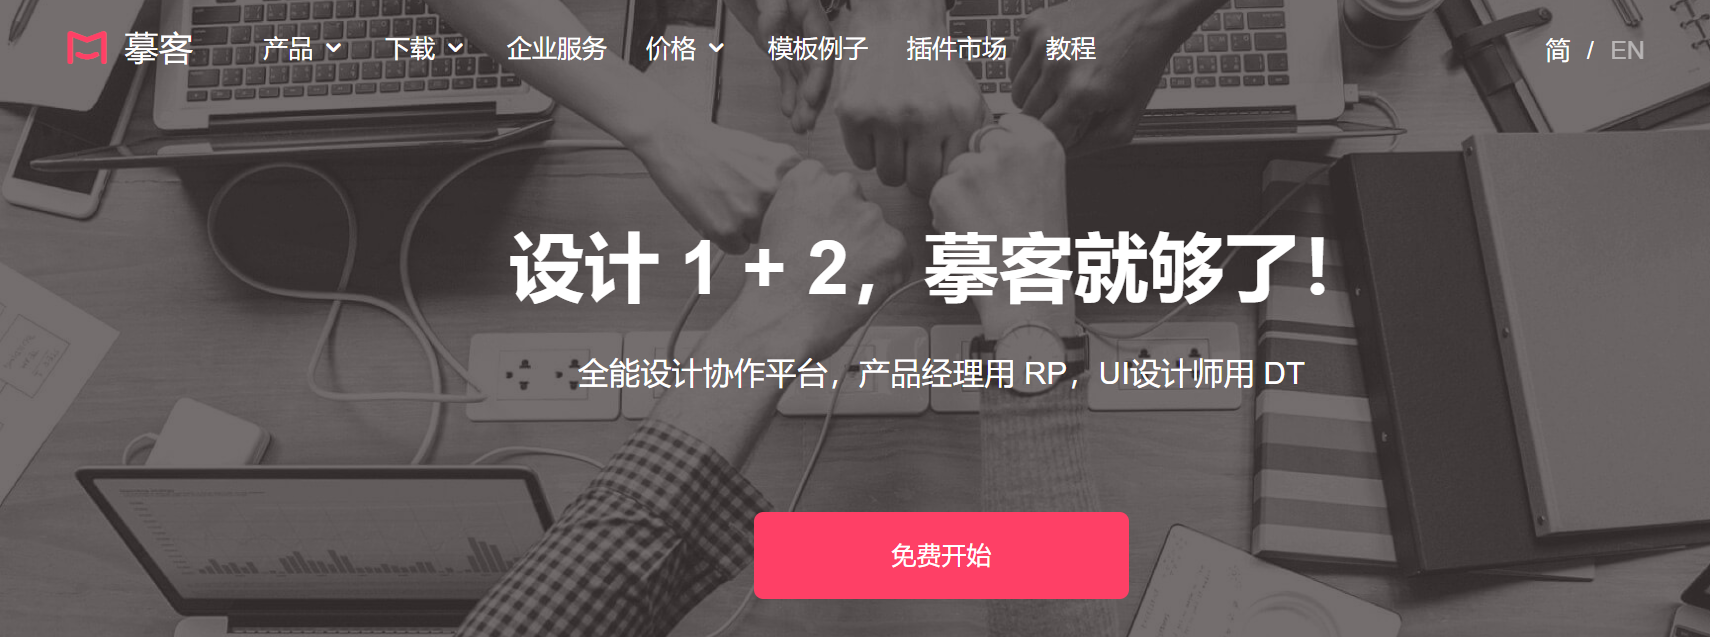 摹客 产品 下载 企业服务 价格 模板例子 插件市场 教程 简 / EN
设计 1 + 2，摹客就够了！
全能设计协作平台，产品经理用 RP，UI设计师用 DT
免费开始